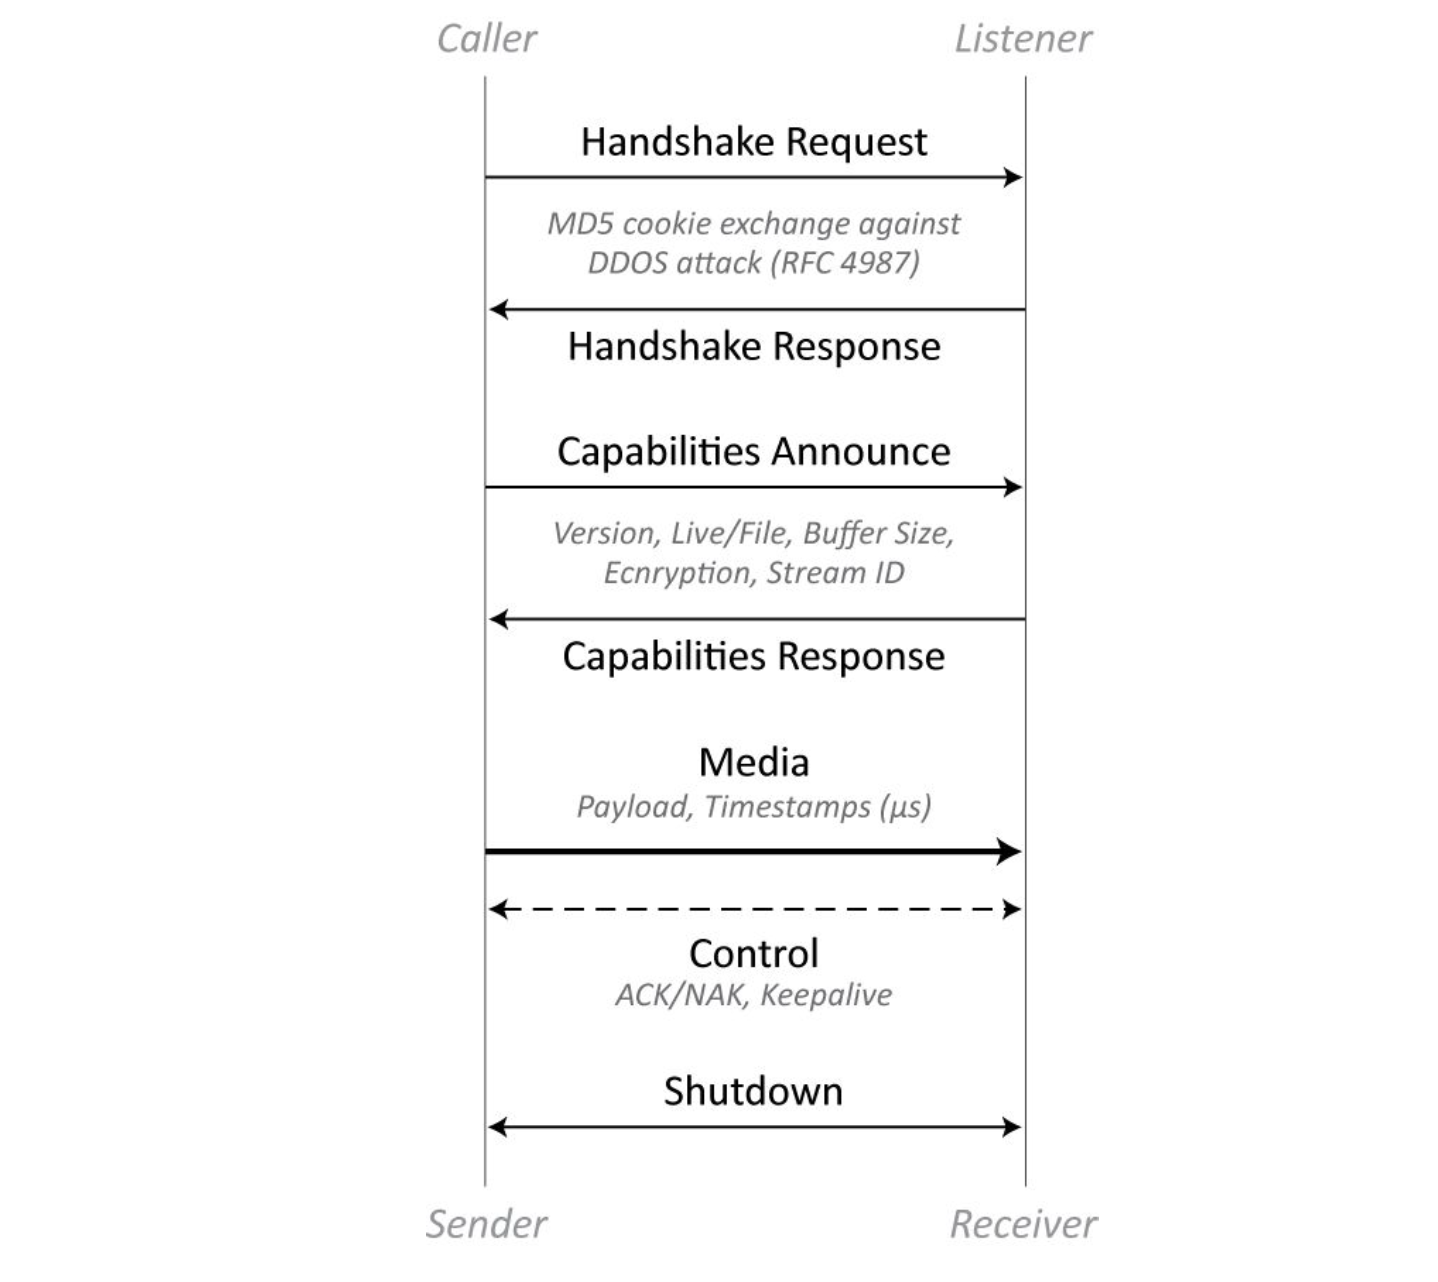 Caller
Listener
Handshake Request
MD5 cookie exchange against
DDOS attack (RFC 4987)
Handshake Response
Capabilities Announce
Version, Live/File, Buffer Size,
Ecnryption, Stream ID
Capabilities Response
Media
Payload, Timestamps (μs)
Control
ACK/NAK, Keepalive
Shutdown
Sender
Receiver